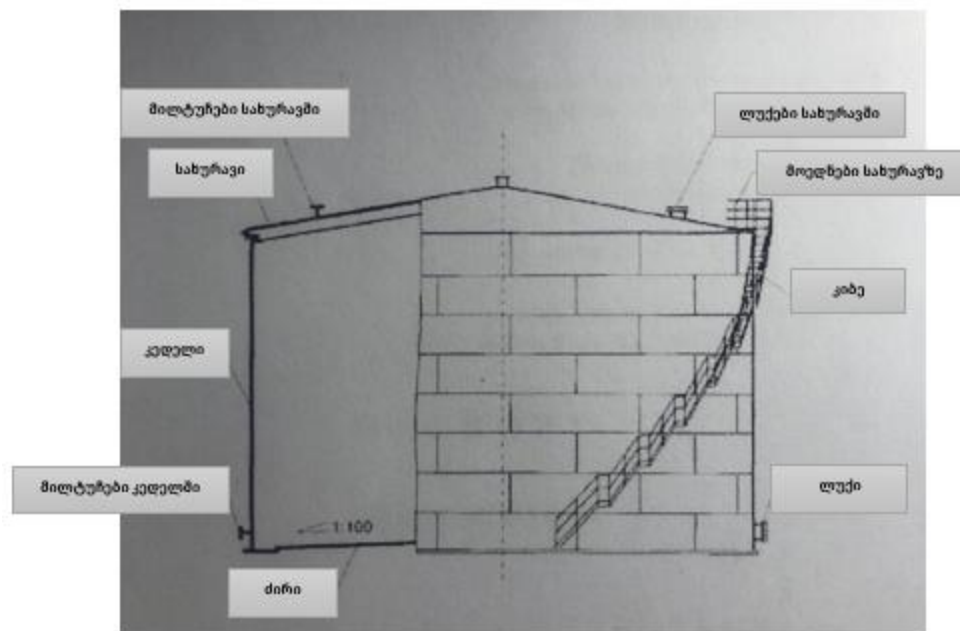 მილტუჩები სახურავში
ლუქები სახურავში
სახურავი
მოედნები სახურავზე
კიბე
კედელი
მილტუჩები კედელში
ლუქი
1:100
ძირი